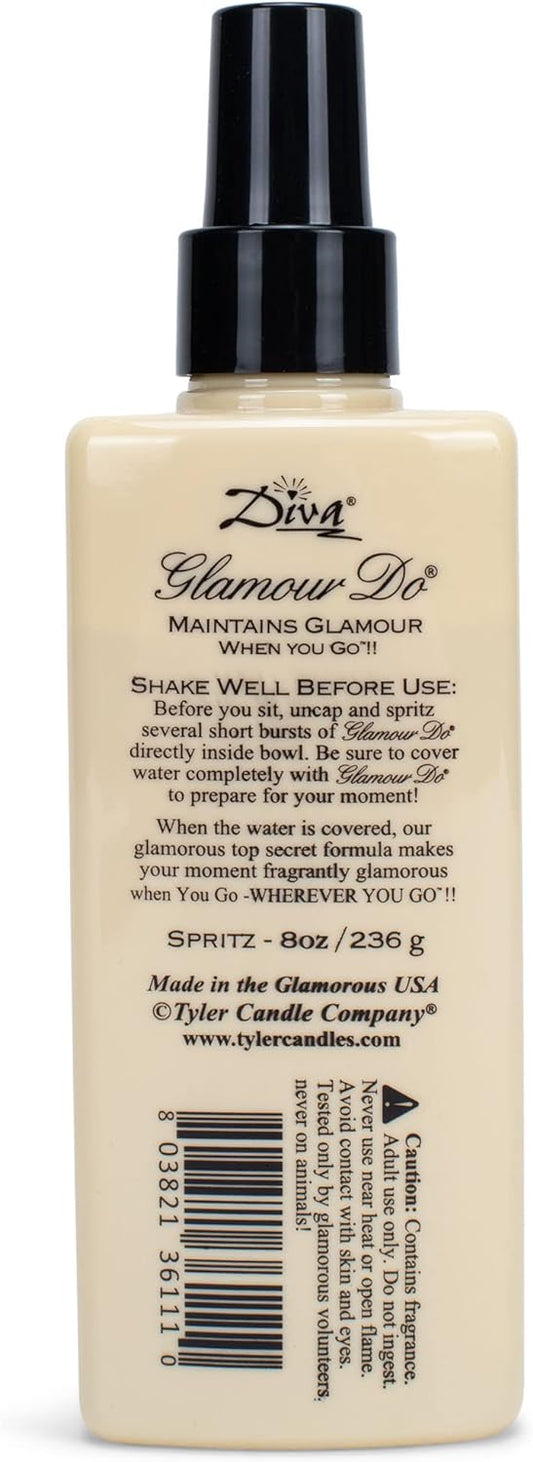 Diva®
Glamour Do®
MAINTAINS GLAMOUR
WHEN YOU GO™!!
SHAKE WELL BEFORE USE:
Before you sit, uncap and spritz
several short bursts of Glamour Do®
directly inside bowl. Be sure to cover
water completely with Glamour Do®
to prepare for your moment!
When the water is covered, our
glamorous top secret formula makes
your moment fragrantly glamorous
when You Go -WHEREVER YOU GO™!!
SPRITZ - 8oz / 236 g
Made in the Glamorous USA
©Tyler Candle Company®
www.tylercandles.com
Caution: Contains fragrance.
Adult use only. Do not ingest.
Never use near heat or open flame.
Avoid contact with skin and eyes.
Tested only by glamorous volunteers,
never on animals!
8 03821 36111 0